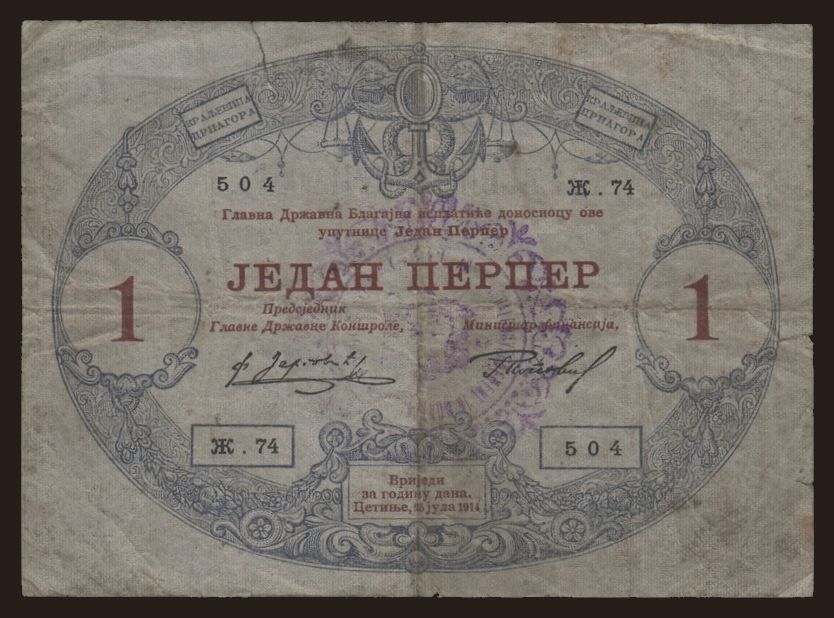 КРАЉЕВИНА
ЦРНАГОРА
КРАЉЕВИНА
ЦРНАГОРА
504
Ж . 74
Главна Државна Благајна исплатиће доносиоцу ове
упутнице Један Перпер
ЈЕДАН ПЕРПЕР
1
1
Предсједник
Главне Државне Контроле,
Министар финансија,
Ж . 74
504
Вриједи
за годину дана.
Цетиње, 25 јула 1914